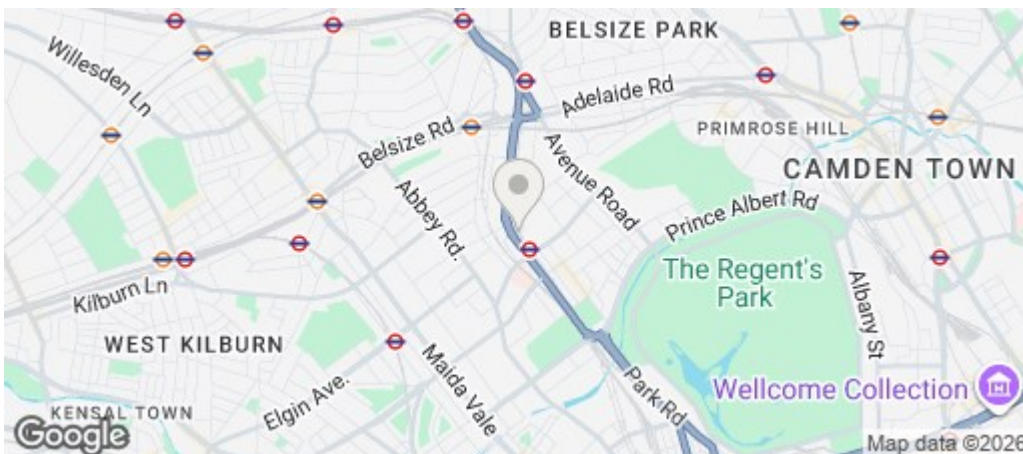 BELSIZE PARK
Willesden Ln
Adelaide Rd
Belsize Rd
PRIMROSE HILL
Avenue Road
CAMDEN TOWN
Abbey Rd.
Prince Albert Rd
The Regent's
Park
Kilburn Ln
Albany St
WEST KILBURN
Maida Vale
Park Rd
Wellcome Collection
Elgin Ave.
KENSAL TOWN
Google
Map data ©2026